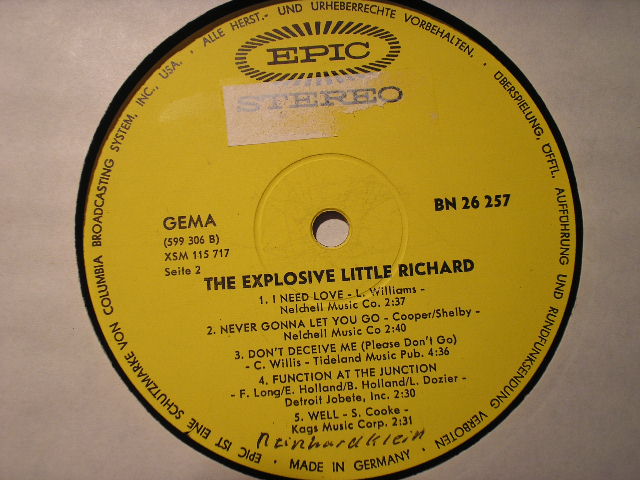 EPIC IST EINE SCHUTZMARKE VON COLUMBIA BROADCASTING SYSTEM, INC., USA. • ALLE HERST.- UND URHEBERRECHTE VORBEHALTEN. • ÜBERSPIELUNG, ÖFFTL. AUFFÜHRUNG UND RUNDFUNKSENDUNG VERBOTEN
EPIC
STEREO
GEMA
(599 306 B)
XSM 115 717
Seite 2
BN 26 257
THE EXPLOSIVE LITTLE RICHARD
1. I NEED LOVE - L. Williams -
Nelchell Music Co. 2:37
2. NEVER GONNA LET YOU GO - Cooper/Shelby -
Nelchell Music Co 2:40
3. DON'T DECEIVE ME (Please Don't Go)
- C. Willis - Tideland Music Pub. 4:36
4. FUNCTION AT THE JUNCTION
- F. Long/E. Holland/B. Holland/L. Dozier -
Detroit Jobete, Inc. 2:30
5. WELL - S. Cooke -
Kags Music Corp. 2:31
Reinhard Klein
• MADE IN GERMANY •